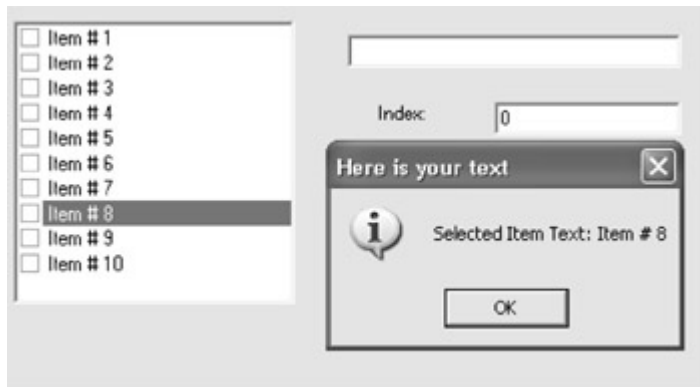 Item # 1
Item # 2
Item # 3
Item # 4
Item # 5
Item # 6
Item # 7
Item # 8
Item # 9
Item # 10
Index:
0
Here is your text
Selected Item Text: Item # 8
OK